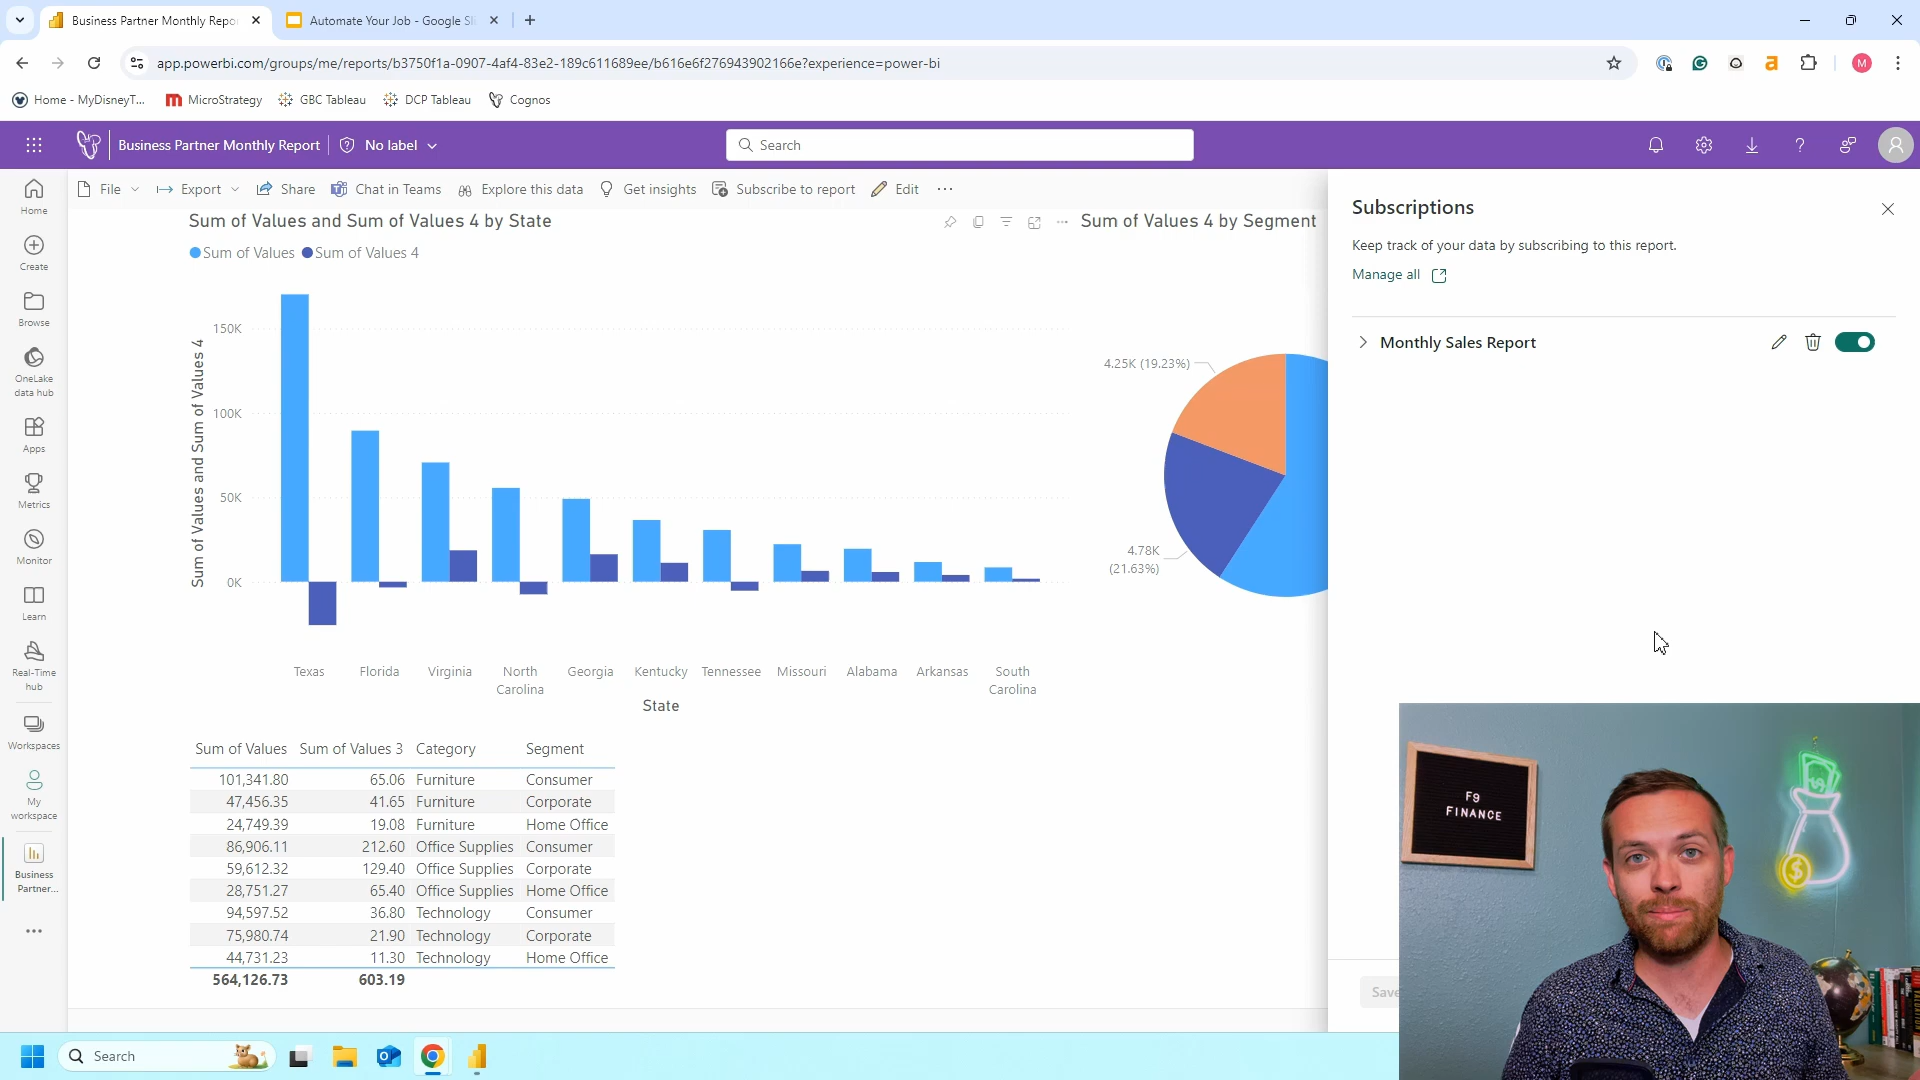 Business Partner Monthly Repo
Automate Your Job - Google Sl
app.powerbi.com/groups/me/reports/b3750f1a-0907-4af4-83e2-189c611689ee/b616e6f276943902166e?experience=power-bi
M
Home - MyDisneyT...
MicroStrategy
GBC Tableau
DCP Tableau
Cognos
Business Partner Monthly Report
No label
Search
File
Export
Share
Chat in Teams
Explore this data
Get insights
Subscribe to report
Edit
Home
Create
Browse
OneLake
data hub
Apps
Metrics
Monitor
Learn
Real-Time
hub
Workspaces
My
workspace
Business
Partner...
Sum of Values and Sum of Values 4 by State
Sum of Values
Sum of Values 4
Sum of Values and Sum of Values 4
150K
100K
50K
0K
Texas
Florida
Virginia
North
Carolina
Georgia
Kentucky
Tennessee
Missouri
Alabama
Arkansas
South
Carolina
State
Sum of Values 4 by Segment
4.25K (19.23%)
4.78K
(21.63%)
Sum of Values Sum of Values 3 Category Segment
101,341.80 65.06 Furniture Consumer
47,456.35 41.65 Furniture Corporate
24,749.39 19.08 Furniture Home Office
86,906.11 212.60 Office Supplies Consumer
59,612.32 129.40 Office Supplies Corporate
28,751.27 65.40 Office Supplies Home Office
94,597.52 36.80 Technology Consumer
75,980.74 21.90 Technology Corporate
44,731.23 11.30 Technology Home Office
564,126.73 603.19
Subscriptions
Keep track of your data by subscribing to this report.
Manage all
Monthly Sales Report
Save
F9
FINANCE
$
Search